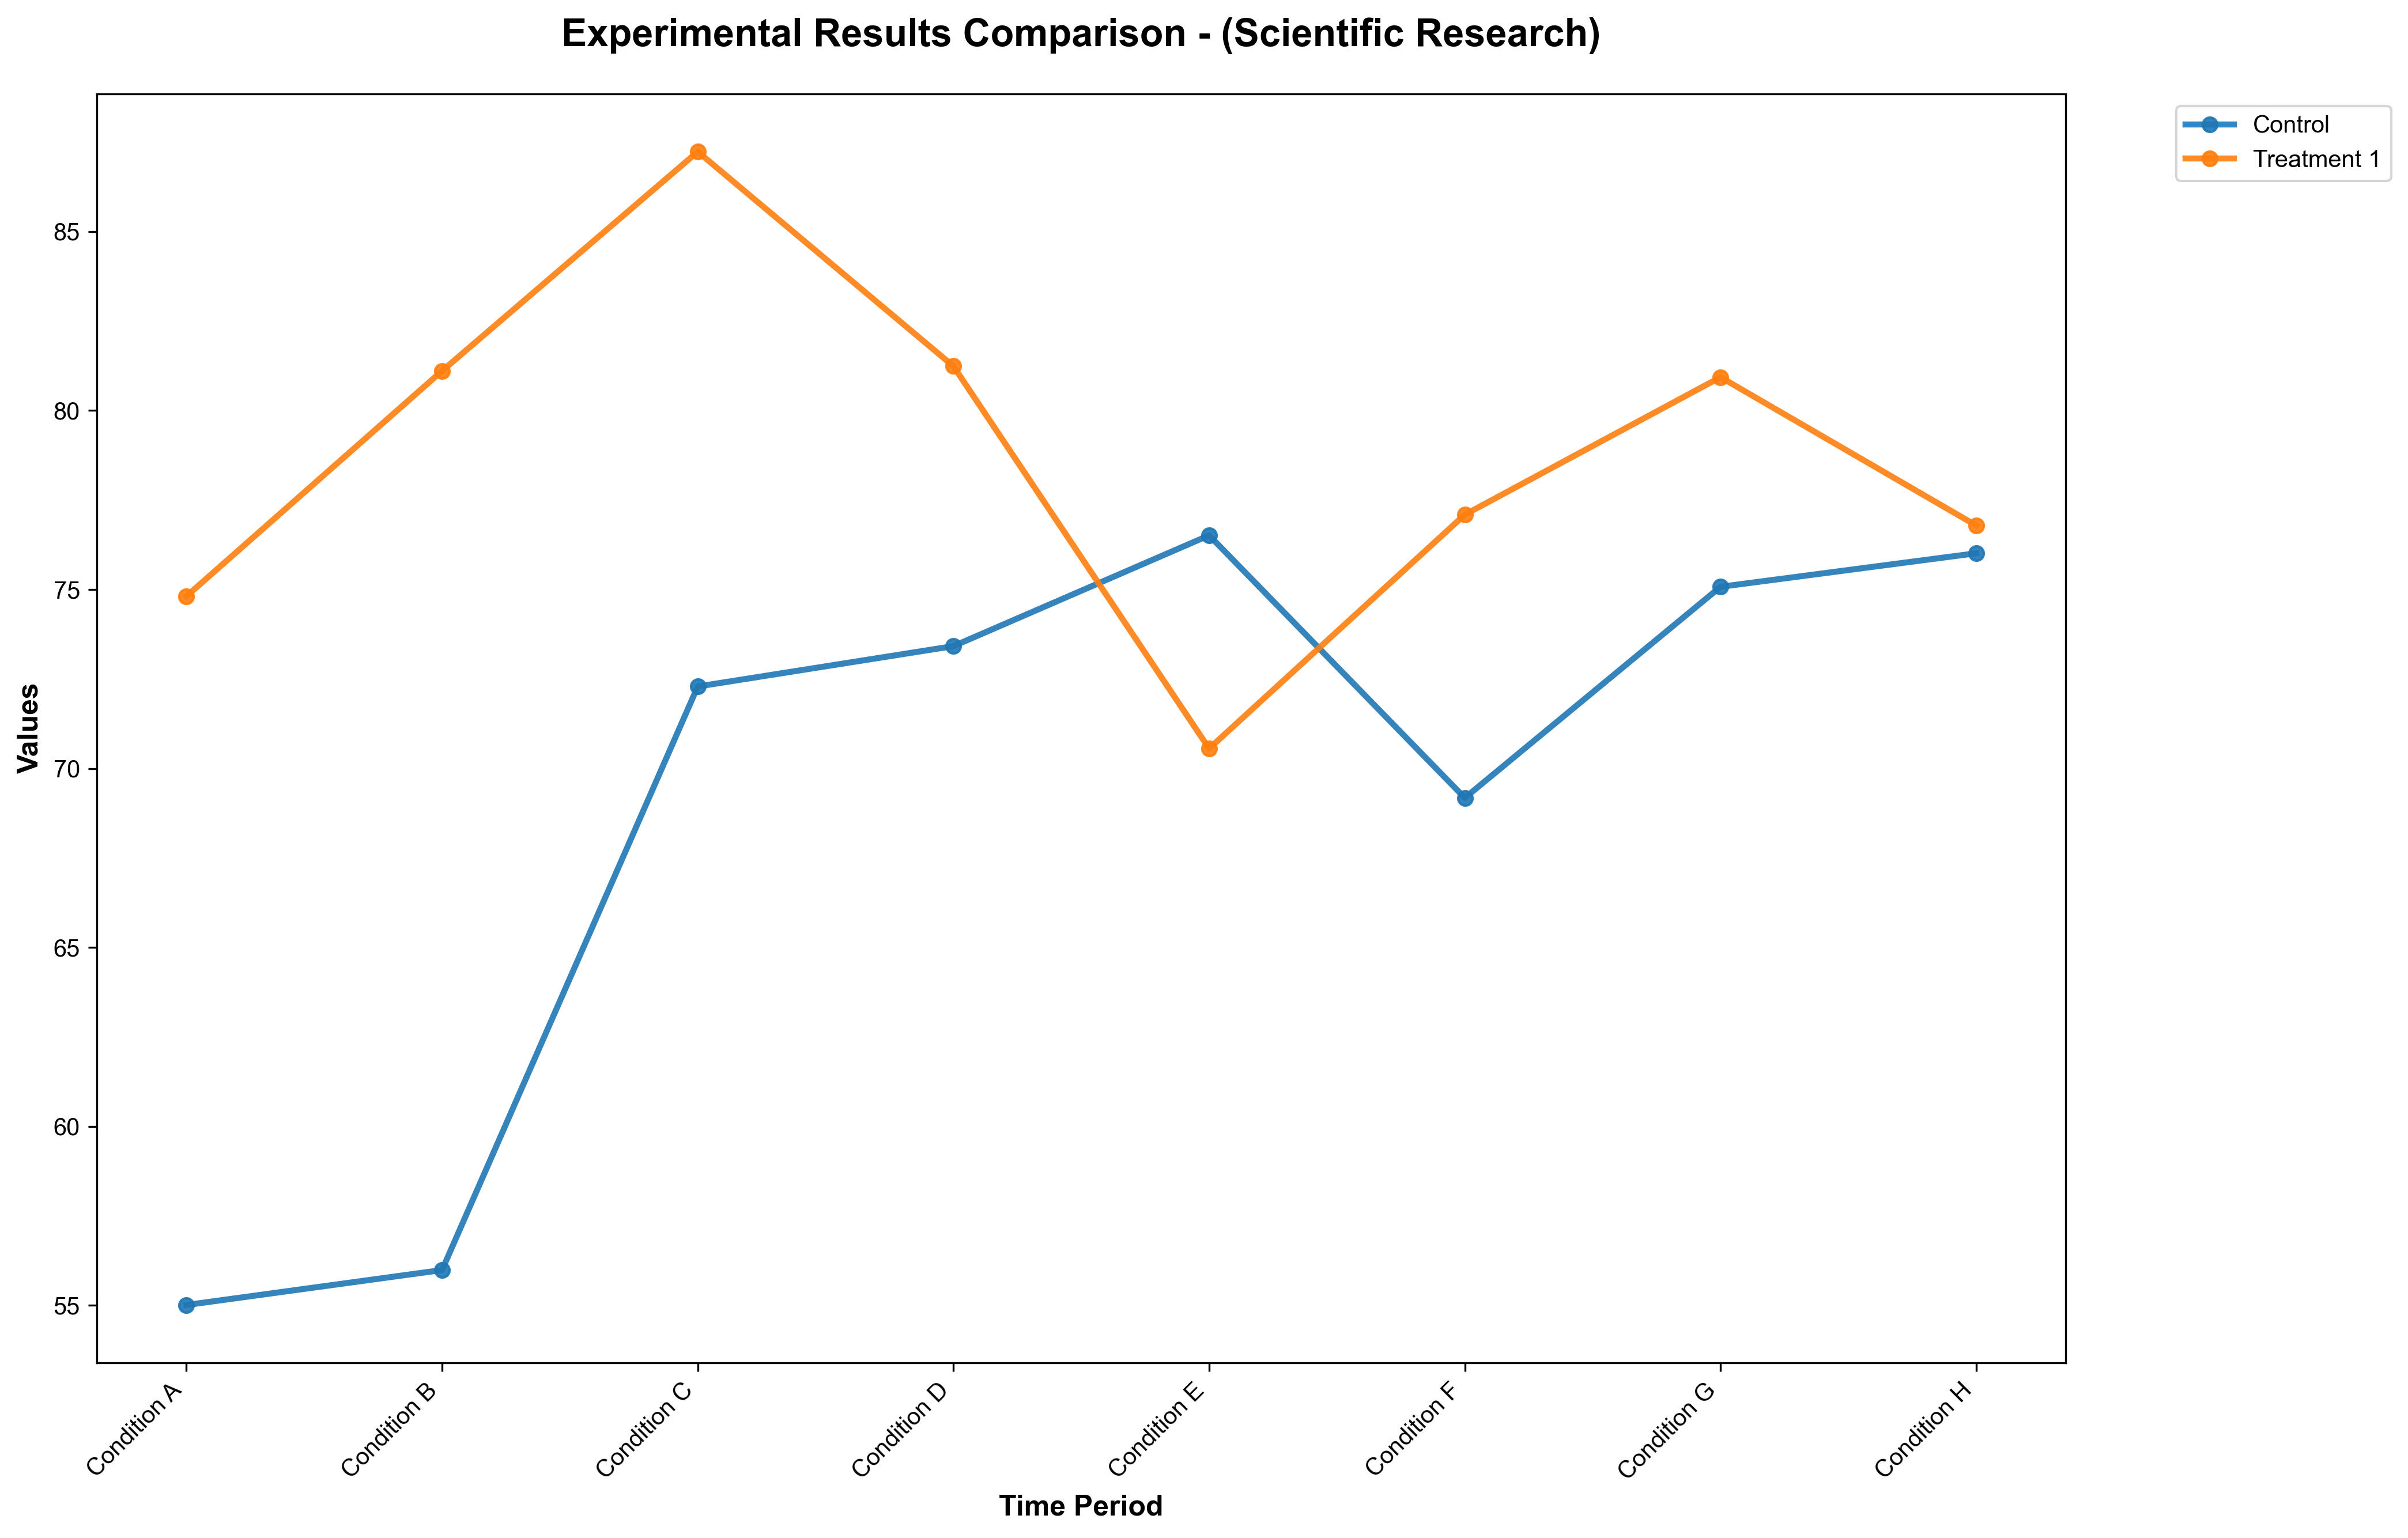 Experimental Results Comparison - (Scientific Research)
Control
Treatment 1
Values
85
80
75
70
65
60
55
Condition A
Condition B
Condition C
Condition D
Condition E
Condition F
Condition G
Condition H
Time Period